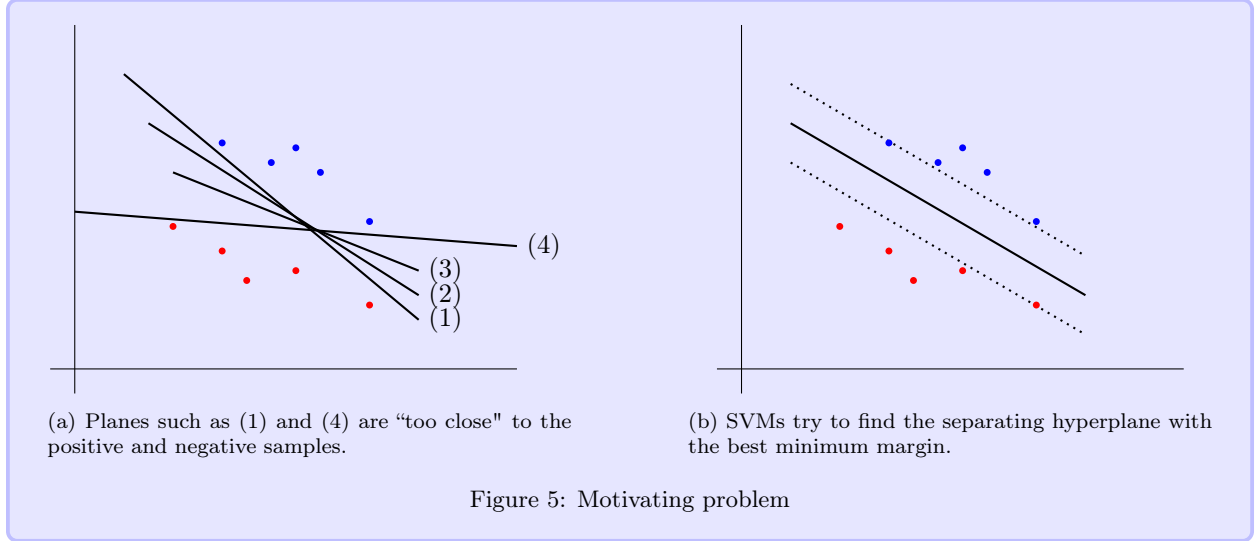 (4)
(3)
(2)
(1)
(a) Planes such as (1) and (4) are “too close" to the
positive and negative samples.
(b) SVMs try to find the separating hyperplane with
the best minimum margin.
Figure 5: Motivating problem